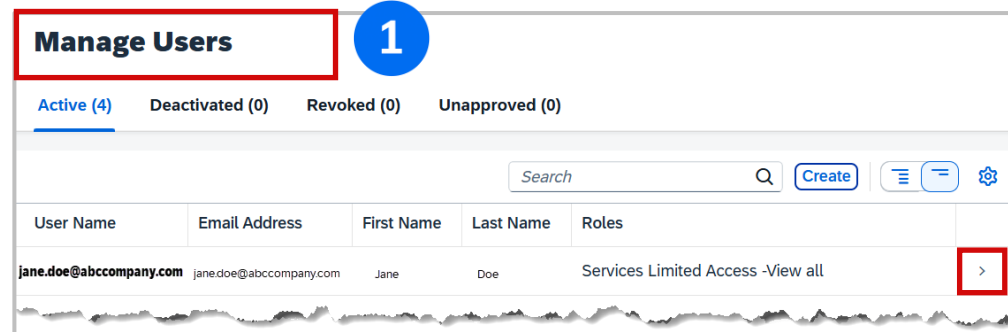 Manage Users
1
Active (4) Deactivated (0) Revoked (0) Unapproved (0)
Search Create
User Name Email Address First Name Last Name Roles
jane.doe@abccompany.com jane.doe@abccompany.com Jane Doe Services Limited Access -View all